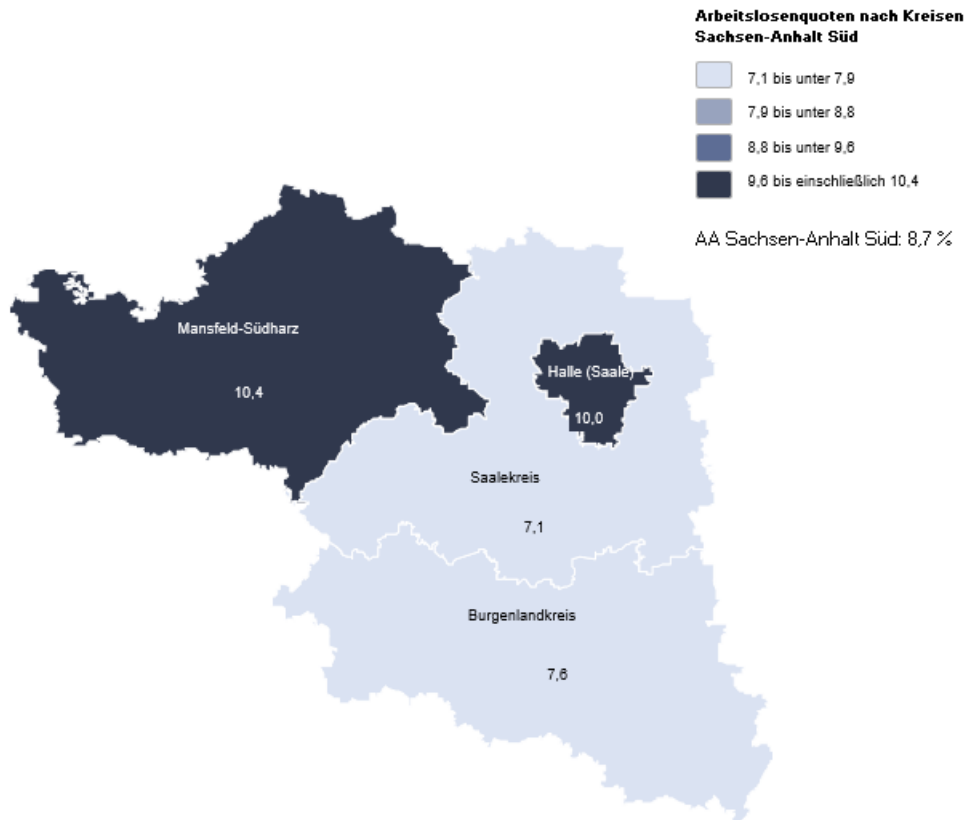 Arbeitslosenquoten nach Kreisen
Sachsen-Anhalt Süd
7,1 bis unter 7,9
7,9 bis unter 8,8
8,8 bis unter 9,6
9,6 bis einschließlich 10,4
AA Sachsen-Anhalt Süd: 8,7 %
Mansfeld-Südharz
10,4
Halle (Saale)
10,0
Saalekreis
7,1
Burgenlandkreis
7,6